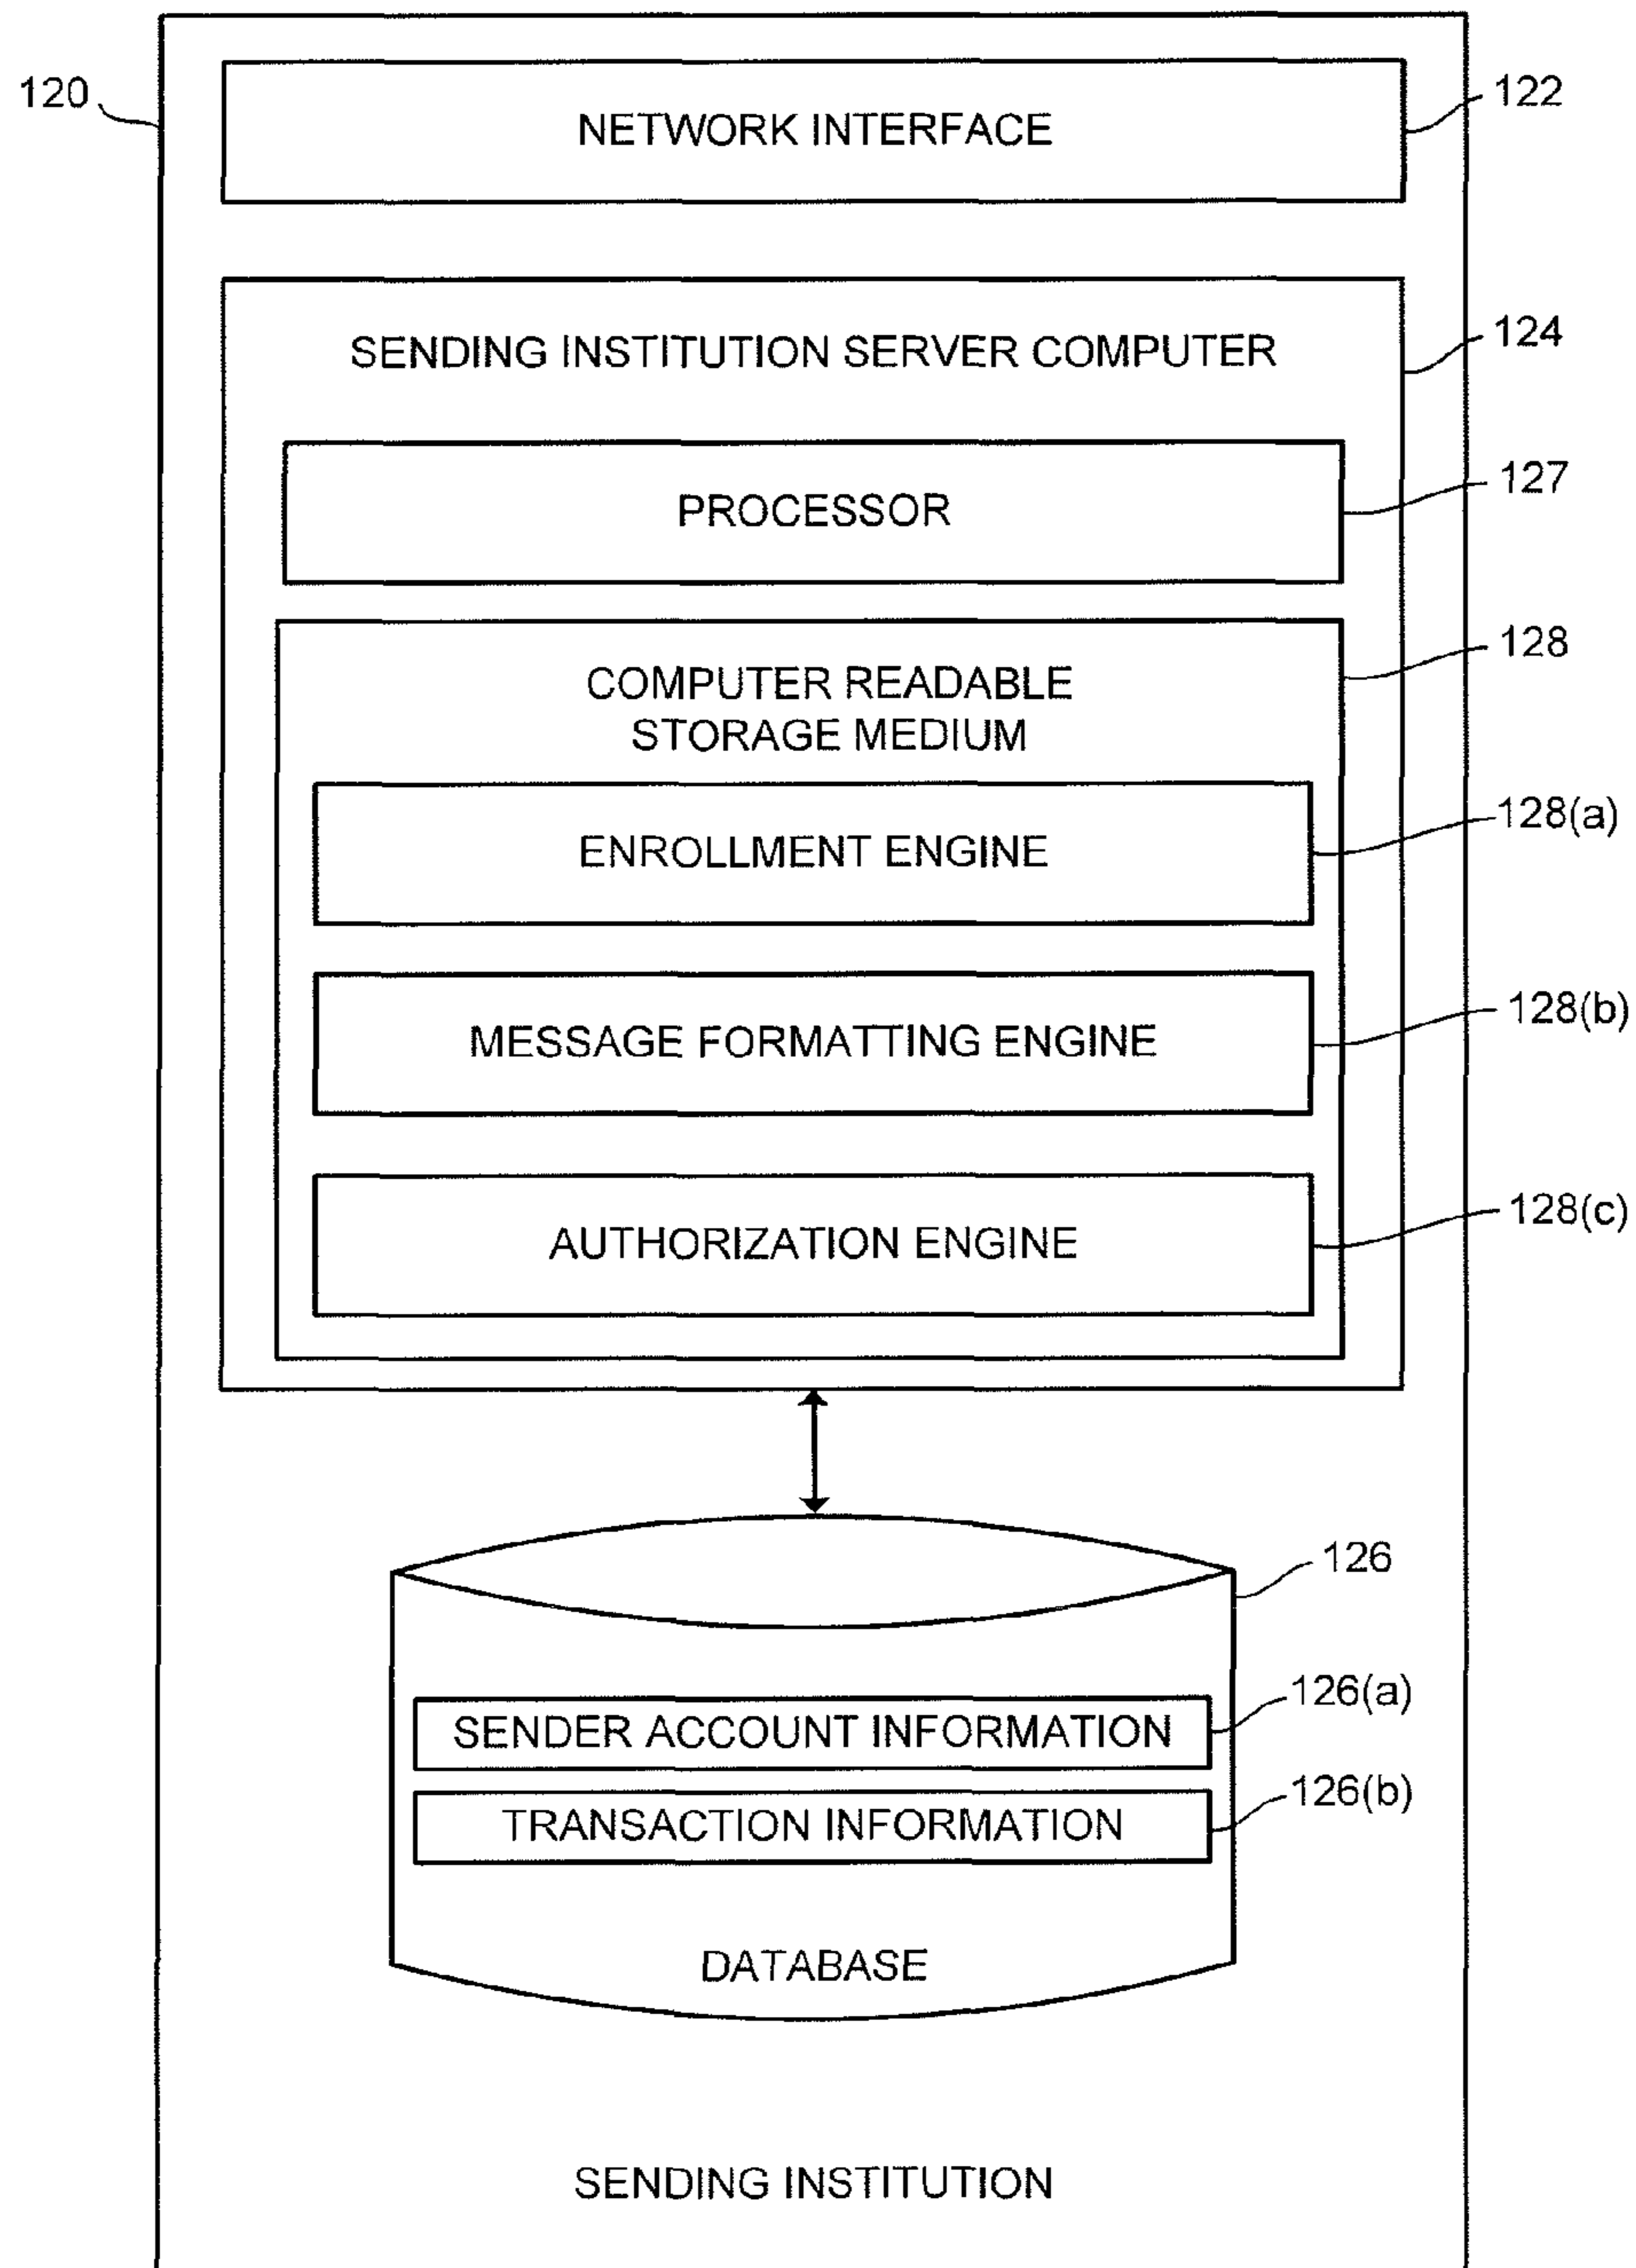 120
NETWORK INTERFACE
122
SENDING INSTITUTION SERVER COMPUTER
124
PROCESSOR
127
COMPUTER READABLE
STORAGE MEDIUM
128
ENROLLMENT ENGINE
128(a)
MESSAGE FORMATTING ENGINE
128(b)
AUTHORIZATION ENGINE
128(c)
126
SENDER ACCOUNT INFORMATION
126(a)
TRANSACTION INFORMATION
126(b)
DATABASE
SENDING INSTITUTION